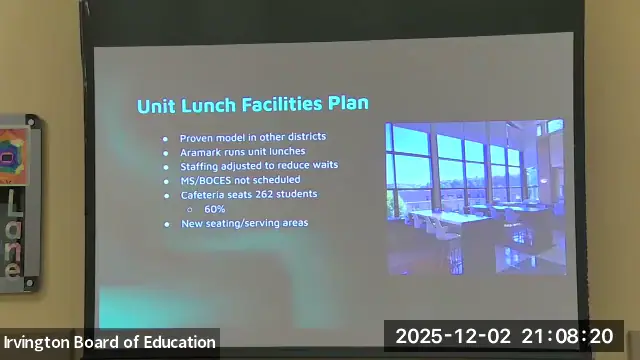 Unit Lunch Facilities Plan
● Proven model in other districts
● Aramark runs unit lunches
● Staffing adjusted to reduce waits
● MS/BOCES not scheduled
● Cafeteria seats 262 students
○ 60%
● New seating/serving areas
Lane
Irvington Board of Education
2025-12-02 21:08:20